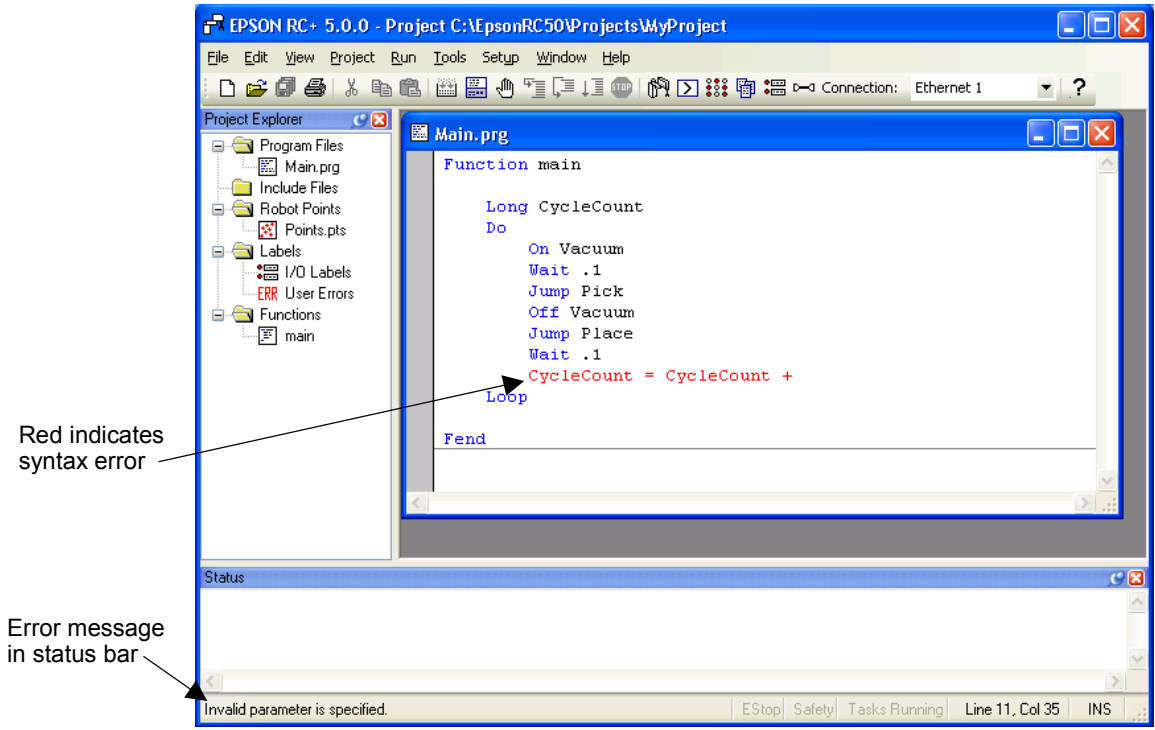 EPSON RC+ 5.0.0 - Project C:\EpsonRC50\Projects\MyProject
File Edit View Project Run Tools Setup Window Help
STOP Connection: Ethernet 1 ?
Project Explorer
Program Files
Main.prg
Include Files
Robot Points
Points.pts
Labels
I/O Labels
ERR User Errors
Functions
main
Main.prg
Function main
Long CycleCount
Do
On Vacuum
Wait .1
Jump Pick
Off Vacuum
Jump Place
Wait .1
CycleCount = CycleCount +
Loop
Fend
Red indicates
syntax error
Status
Error message
in status bar
Invalid parameter is specified. EStop Safety Tasks Running Line 11, Col 35 INS